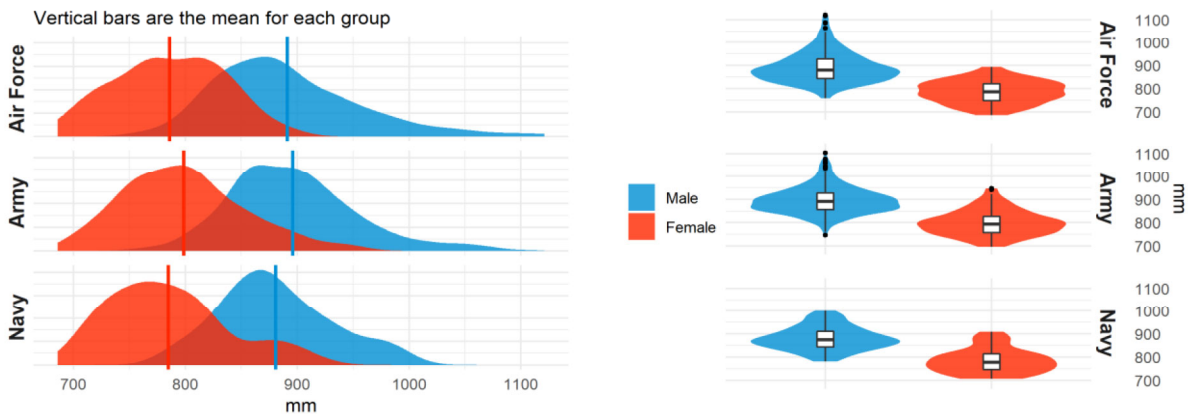 Vertical bars are the mean for each group
Air Force
Army
Navy
700 800 900 1000 1100
mm
Male
Female
Air Force
1100
1000
900
800
700
Army
1100
1000
900
800
700
mm
Navy
1100
1000
900
800
700